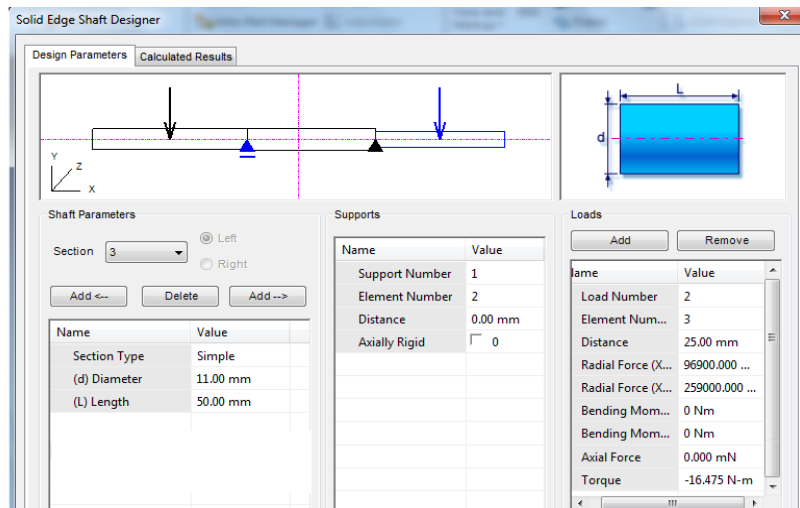 Solid Edge Shaft Designer
Design Parameters Calculated Results
Y
Z
X
L
d
Shaft Parameters
Section 3
Left
Right
Add <--
Delete
Add -->
Name Value
Section Type Simple
(d) Diameter 11.00 mm
(L) Length 50.00 mm
Supports
Name Value
Support Number 1
Element Number 2
Distance 0.00 mm
Axially Rigid 0
Loads
Add Remove
lame Value
Load Number 2
Element Num... 3
Distance 25.00 mm
Radial Force (X... 96900.000 ...
Radial Force (X... 259000.000 ...
Bending Mom... 0 Nm
Bending Mom... 0 Nm
Axial Force 0.000 mN
Torque -16.475 N-m